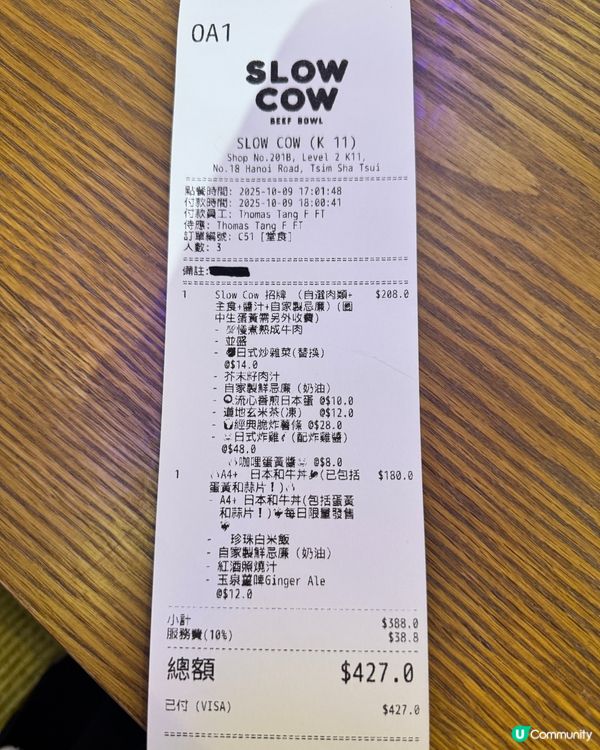 0A1
SLOW
COW
BEEF BOWL
SLOW COW (K 11)
Shop No.201B, Level 2 K11,
No.18 Hanoi Road, Tsim Sha Tsui
點餐時間: 2025-10-09 17:01:48
付款時間: 2025-10-09 18:00:41
付款員工: Thomas Tang F FT
侍應: Thomas Tang F FT
訂單編號: C51 [堂食]
人數: 3
備註:
1 Slow Cow 招牌 (自選肉類+ $208.0
主食+醬汁+自家製忌廉) (圖
中生蛋黃需另外收費)
- 慢煮熟成牛肉
- 並盛
- 日式炒雜菜(替換)
@$14.0
- 芥末籽肉汁
- 自家製鮮忌廉 (奶油)
- 流心香煎日本蛋 @$10.0
- 道地玄米茶(凍) @$12.0
- 經典脆炸薯條 @$28.0
- 日式炸雞 (配炸雞醬)
@$48.0
咖哩蛋黃醬 @$8.0
1 A4+ 日本和牛丼 (已包括 $180.0
蛋黃和蒜片！)
- A4+ 日本和牛丼(包括蛋黃
和蒜片！) 每日限量發售
- 珍珠白米飯
- 自家製鮮忌廉 (奶油)
- 紅酒照燒汁
- 玉泉薑啤Ginger Ale
@$12.0
小計 $388.0
服務費(10%) $38.8
總額 $427.0
已付 (VISA) $427.0
U Community